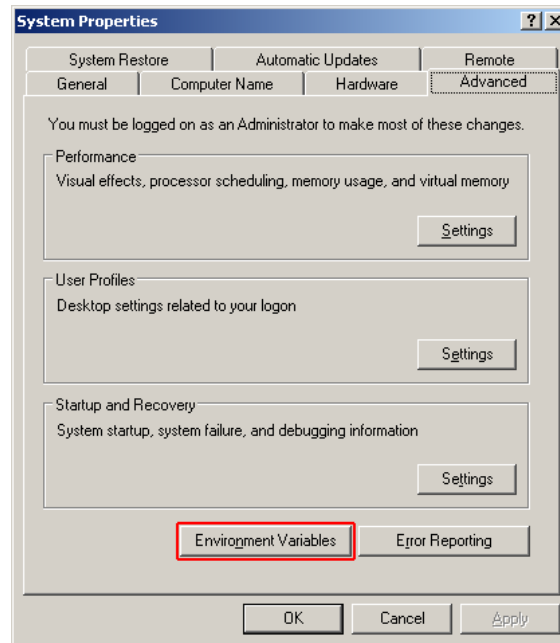 System Properties
System Restore Automatic Updates Remote
General Computer Name Hardware Advanced
You must be logged on as an Administrator to make most of these changes.
Performance
Visual effects, processor scheduling, memory usage, and virtual memory
Settings
User Profiles
Desktop settings related to your logon
Settings
Startup and Recovery
System startup, system failure, and debugging information
Settings
Environment Variables Error Reporting
OK Cancel Apply